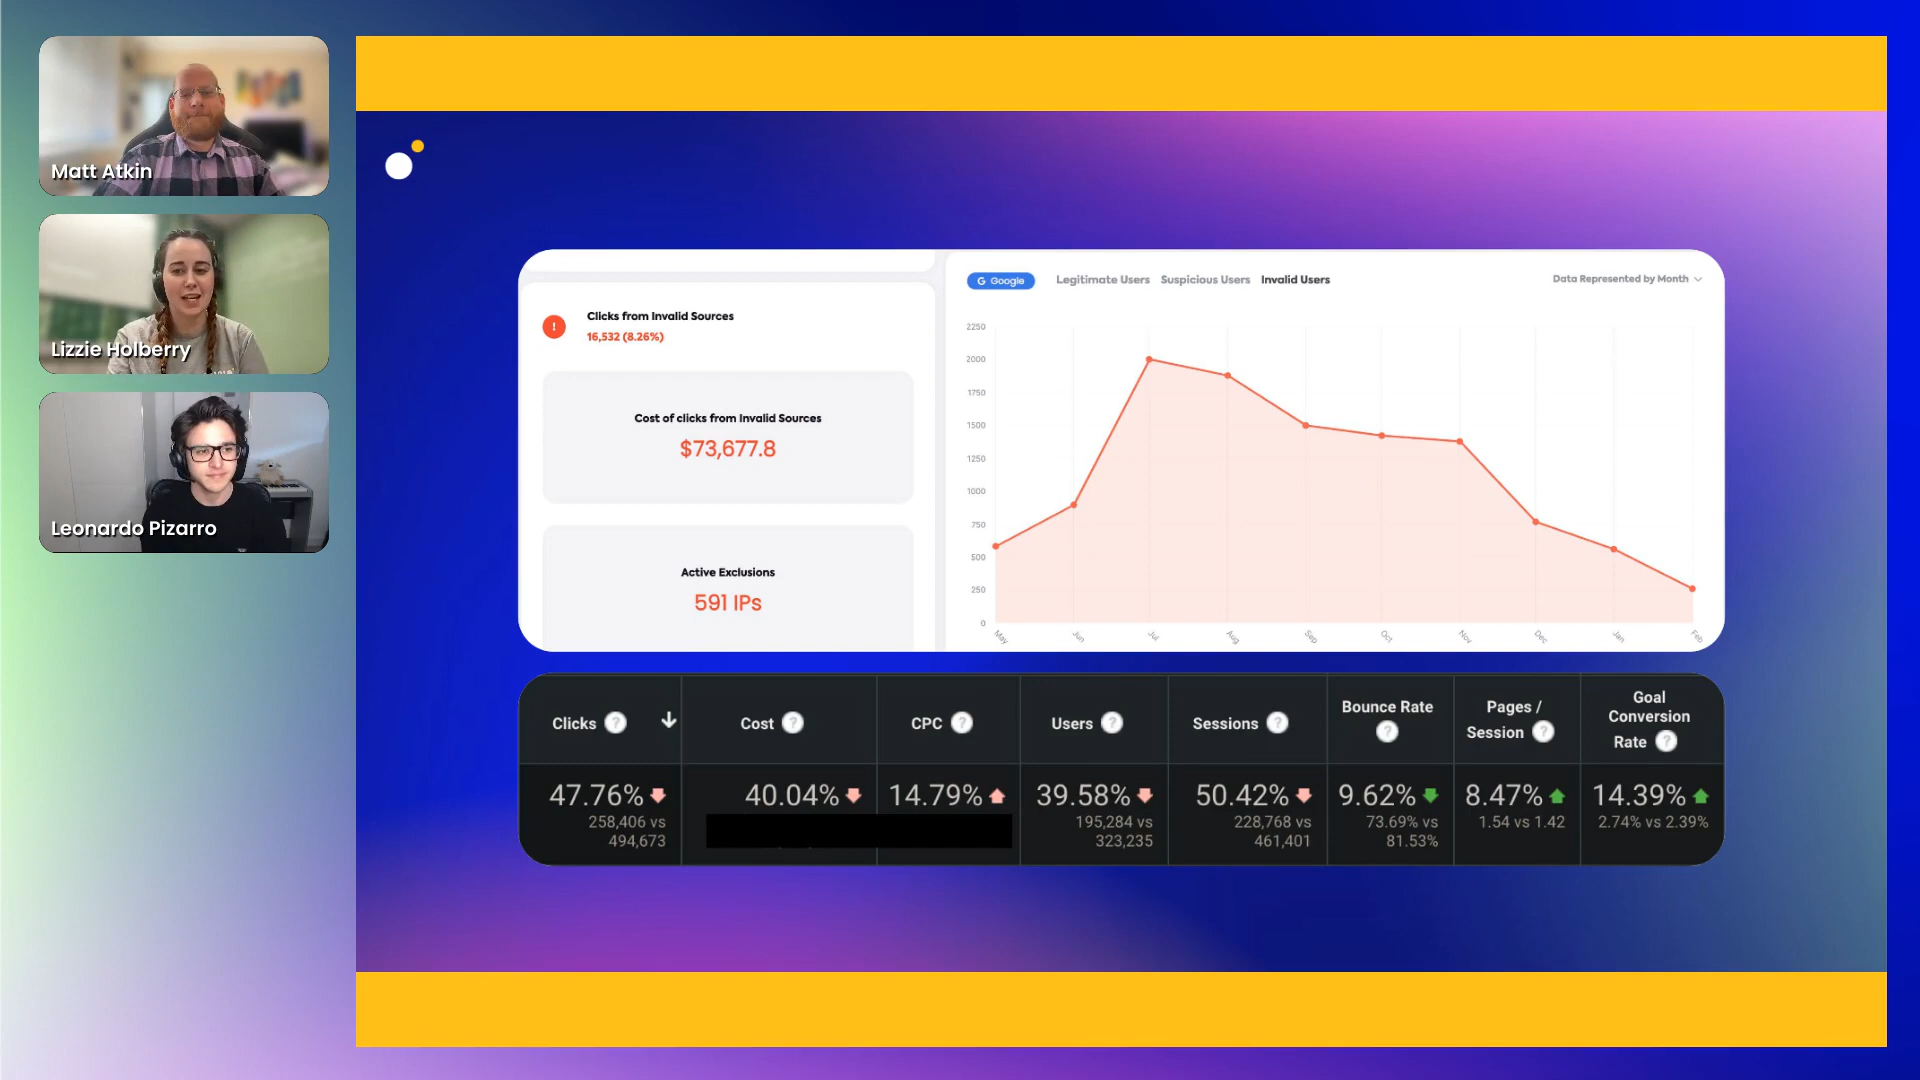 Matt Atkin
Lizzie Holberry
Leonardo Pizarro
Clicks from Invalid Sources
16,532 (8.26%)
Cost of clicks from Invalid Sources
$73,677.8
Active Exclusions
591 IPs
G Google
Legitimate Users Suspicious Users Invalid Users
Data Represented by Month
2250
2000
1750
1500
1250
1000
750
500
250
0
May Jun Jul Aug Sep Oct Nov Dec Jan Feb
Clicks ? Cost ? CPC ? Users ? Sessions ? Bounce Rate ? Pages / Session ? Goal Conversion Rate ?
47.76% 40.04% 14.79% 39.58% 50.42% 9.62% 8.47% 14.39%
258,406 vs 195,284 vs 228,768 vs 73.69% vs 1.54 vs 1.42 2.74% vs 2.39%
494,673 323,235 461,401 81.53%